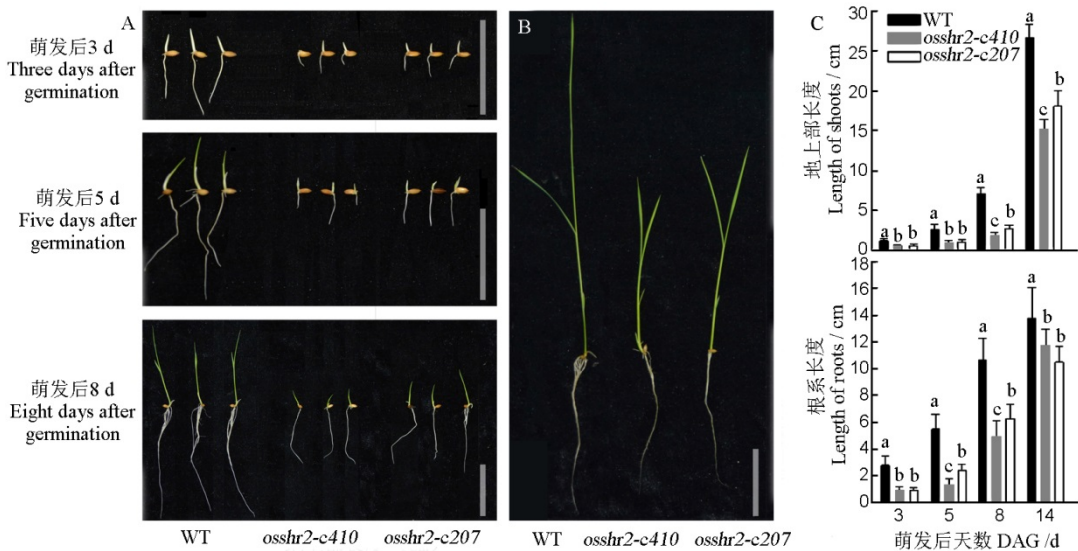 A
萌发后3 d
Three days after
germination
萌发后5 d
Five days after
germination
萌发后8 d
Eight days after
germination
WT
osshr2-c410
osshr2-c207
B
WT
osshr2-c410
osshr2-c207
C
WT
osshr2-c410
osshr2-c207
地上部长度
Length of shoots / cm
30
25
20
15
10
5
0
a b b
a b b
a c b
a c b
根系长度
Length of roots / cm
18
16
14
12
10
8
6
4
2
0
a b b
a c b
a c b
a b b
3 5 8 14
萌发后天数 DAG /d